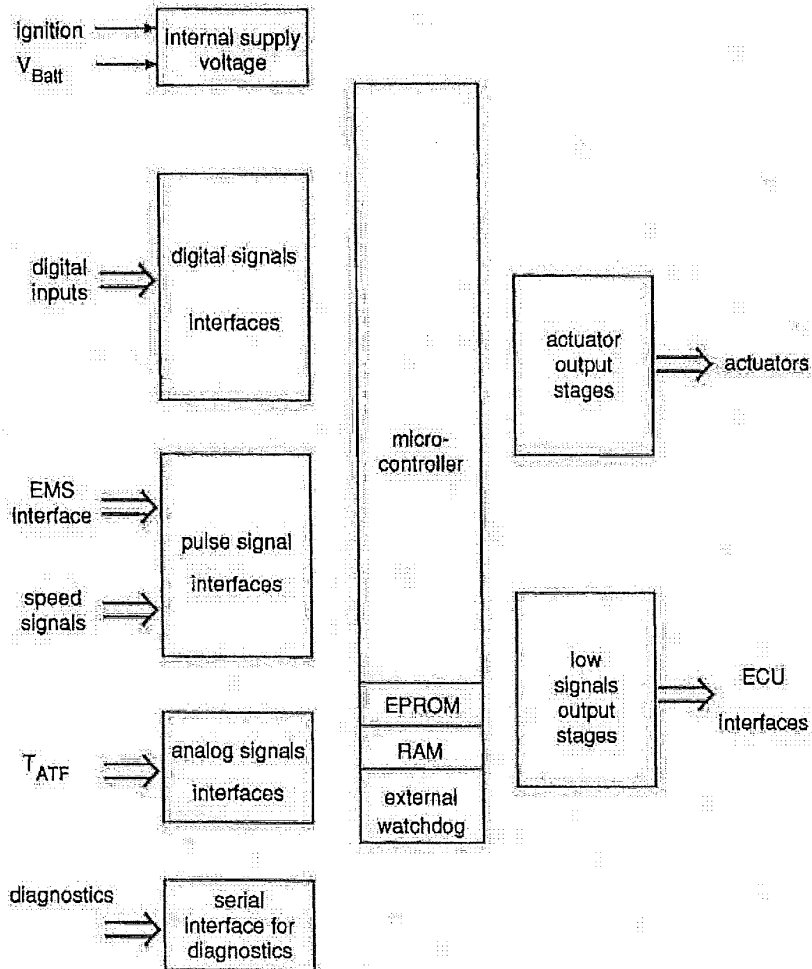 ignition
V Batt
internal supply
voltage
digital
inputs
digital signals
interfaces
EMS
interface
speed
signals
pulse signal
interfaces
T ATF
analog signals
interfaces
diagnostics
serial
interface for
diagnostics
micro-
controller
EPROM
RAM
external
watchdog
actuator
output
stages
actuators
low
signals
output
stages
ECU
interfaces